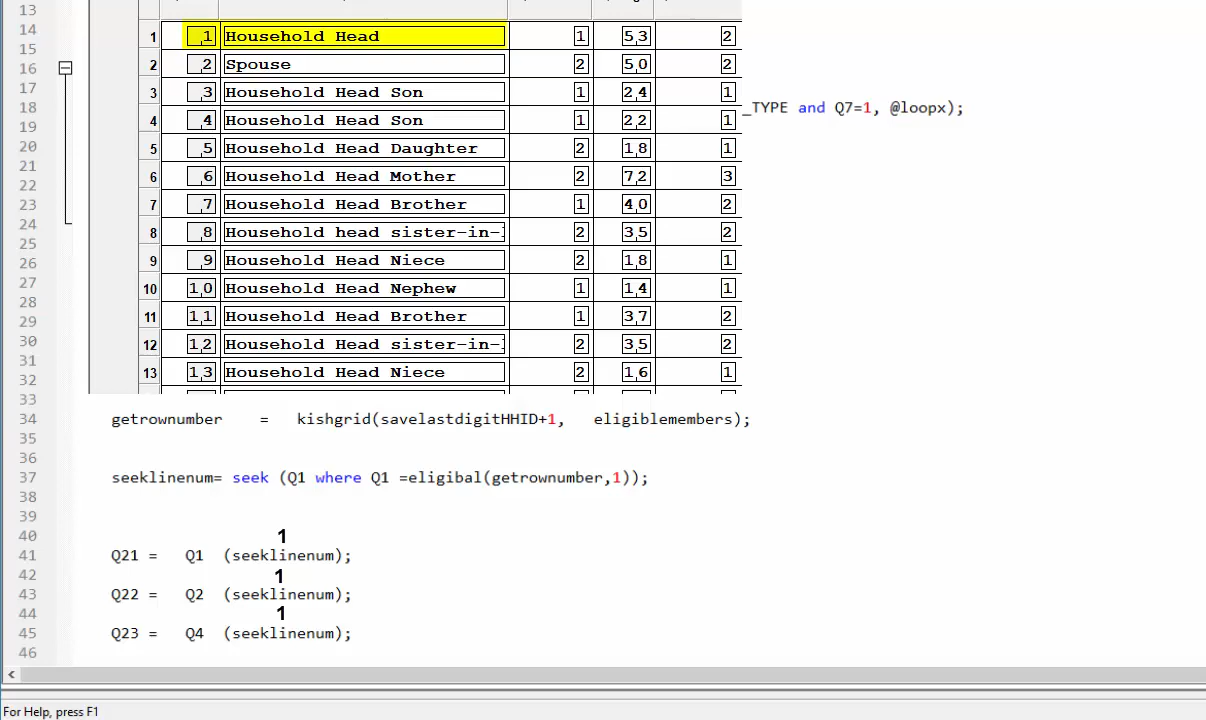 13
14
15
16
17
18 _TYPE and Q7=1, @loopx);
19
20
21
22
23
24
25
26
27
28
29
30
31
32
33
1 1 Household Head 1 53 2
2 2 Spouse 2 50 2
3 3 Household Head Son 1 24 1
4 4 Household Head Son 1 22 1
5 5 Household Head Daughter 2 18 1
6 6 Household Head Mother 2 72 3
7 7 Household Head Brother 1 40 2
8 8 Household head sister-in- 2 35 2
9 9 Household Head Niece 2 18 1
10 10 Household Head Nephew 1 14 1
11 11 Household Head Brother 1 37 2
12 12 Household Head sister-in- 2 35 2
13 13 Household Head Niece 2 16 1
34 getrownumber = kishgrid(savelastdigitHHID+1, eligiblemembers);
35
36
37 seeklinenum= seek (Q1 where Q1 =eligibal(getrownumber,1));
38
39
40 1
41 Q21 = Q1 (seeklinenum);
42 1
43 Q22 = Q2 (seeklinenum);
44 1
45 Q23 = Q4 (seeklinenum);
46
For Help, press F1